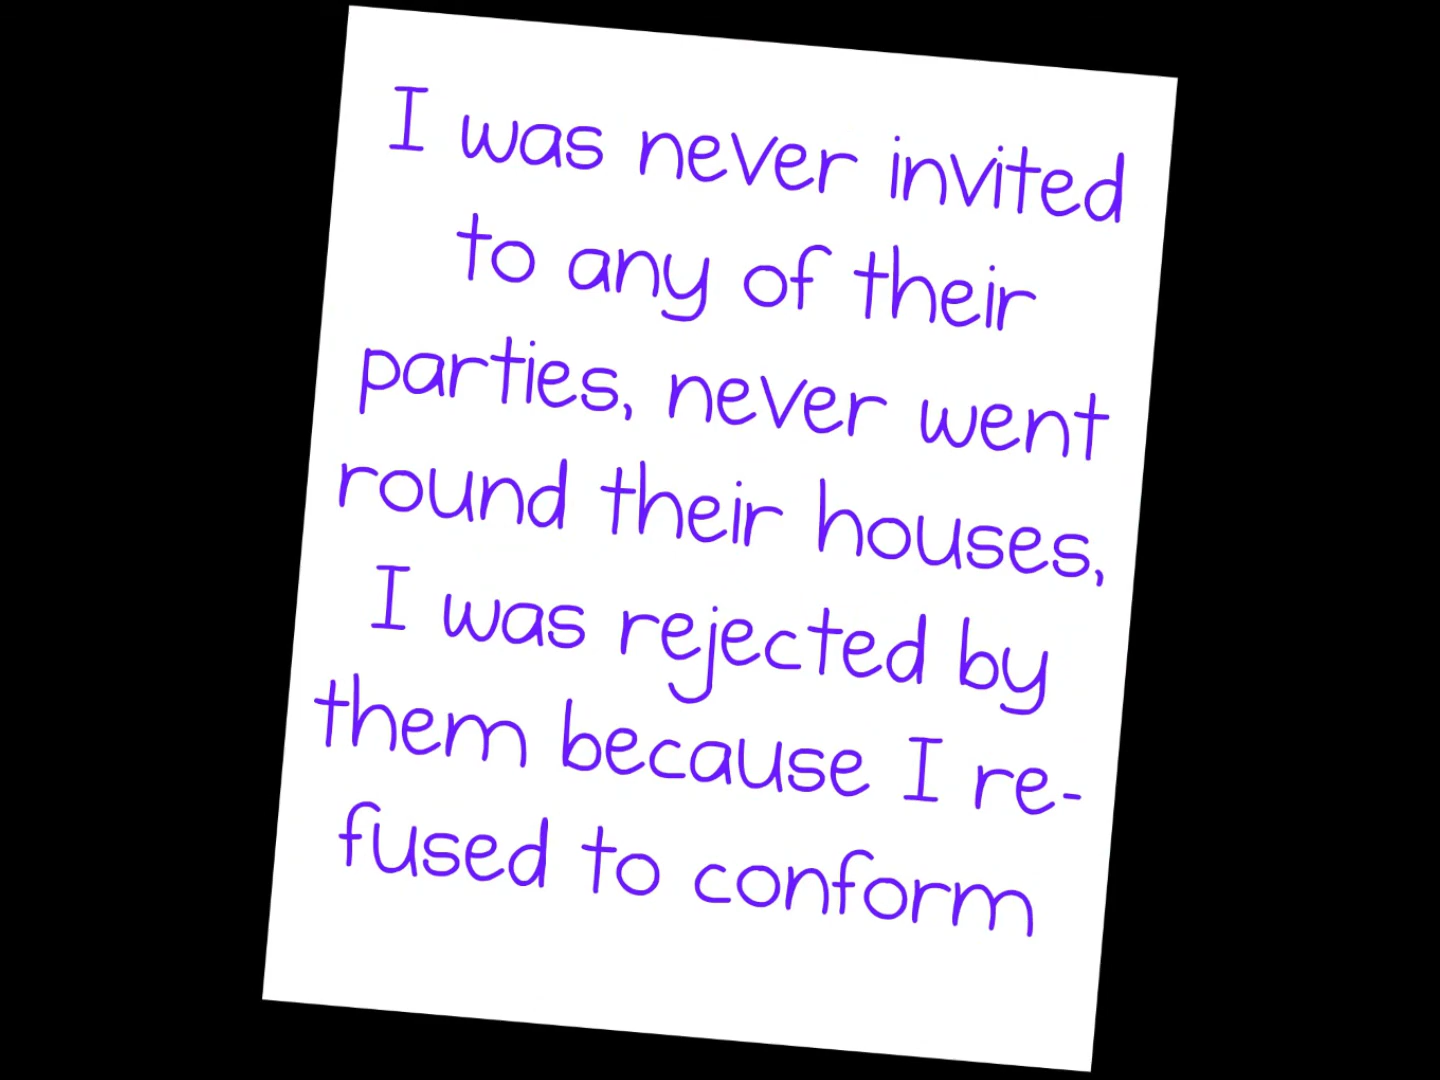 I was never invited
to any of their
parties, never went
round their houses,
I was rejected by
them because I re-
fused to conform